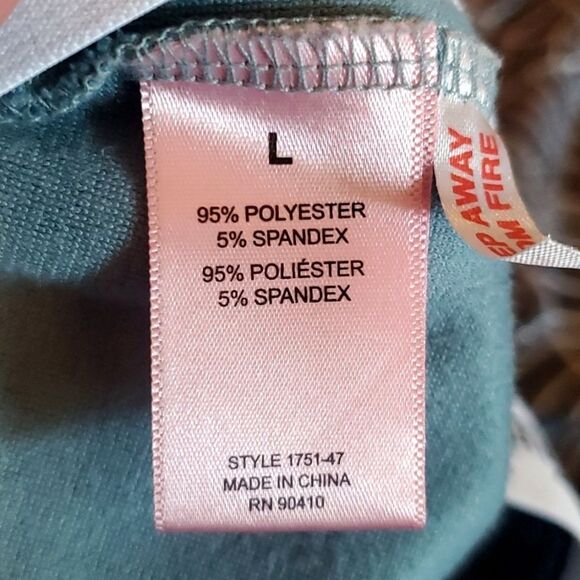 L
95% POLYESTER
5% SPANDEX
95% POLIÉSTER
5% SPANDEX
STYLE 1751-47
MADE IN CHINA
RN 90410
AWAY
FIRE